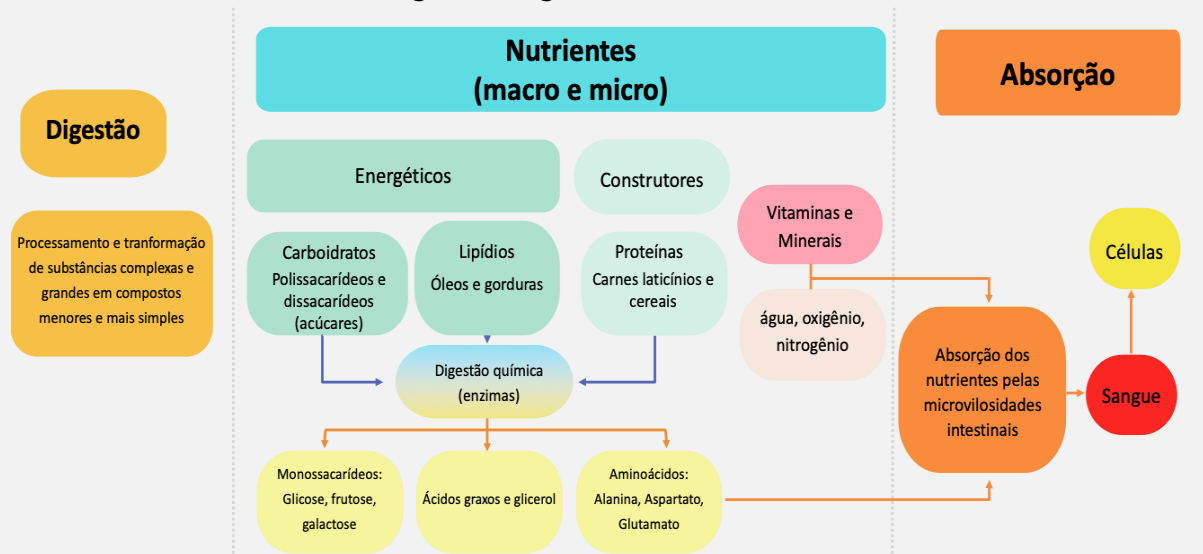 Digestão
Processamento e tranformação
de substâncias complexas e
grandes em compostos
menores e mais simples
Nutrientes
(macro e micro)
Energéticos
Construtores
Carboidratos
Polissacarídeos e
dissacarídeos
(acúcares)
Lipídios
Óleos e gorduras
Proteínas
Carnes laticínios e
cereais
Vitaminas e
Minerais
água, oxigênio,
nitrogênio
Digestão química
(enzimas)
Monossacarídeos:
Glicose, frutose,
galactose
Ácidos graxos e glicerol
Aminoácidos:
Alanina, Aspartato,
Glutamato
Absorção
Absorção dos
nutrientes pelas
microvilosidades
intestinais
Células
Sangue